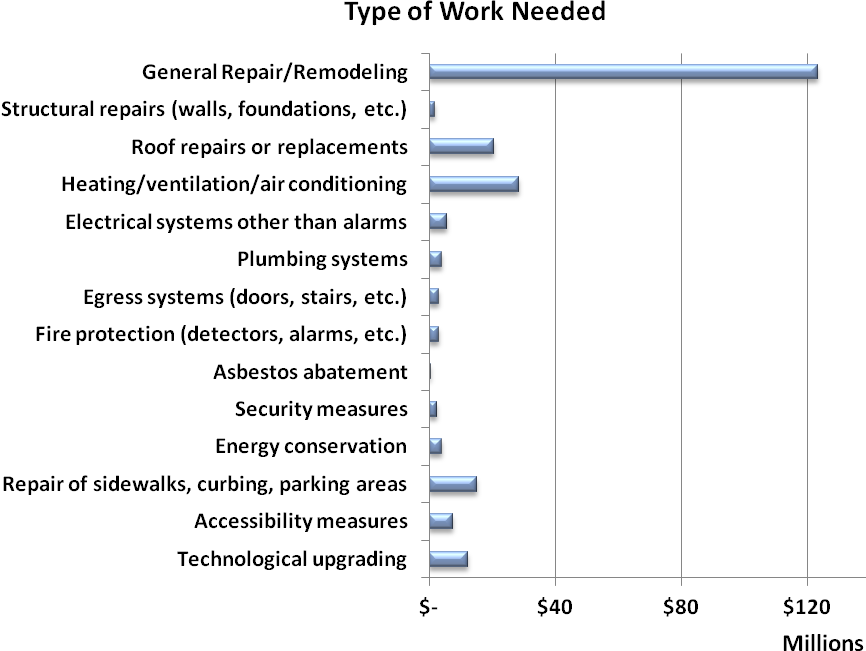 Type of Work Needed
General Repair/Remodeling
Structural repairs (walls, foundations, etc.)
Roof repairs or replacements
Heating/ventilation/air conditioning
Electrical systems other than alarms
Plumbing systems
Egress systems (doors, stairs, etc.)
Fire protection (detectors, alarms, etc.)
Asbestos abatement
Security measures
Energy conservation
Repair of sidewalks, curbing, parking areas
Accessibility measures
Technological upgrading
$- $40 $80 $120
Millions